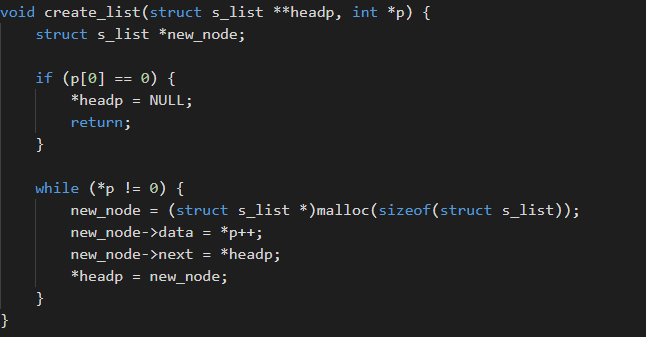 void create_list(struct s_list **headp, int *p) {
    struct s_list *new_node;

    if (p[0] == 0) {
        *headp = NULL;
        return;
    }

    while (*p != 0) {
        new_node = (struct s_list *)malloc(sizeof(struct s_list));
        new_node->data = *p++;
        new_node->next = *headp;
        *headp = new_node;
    }
}